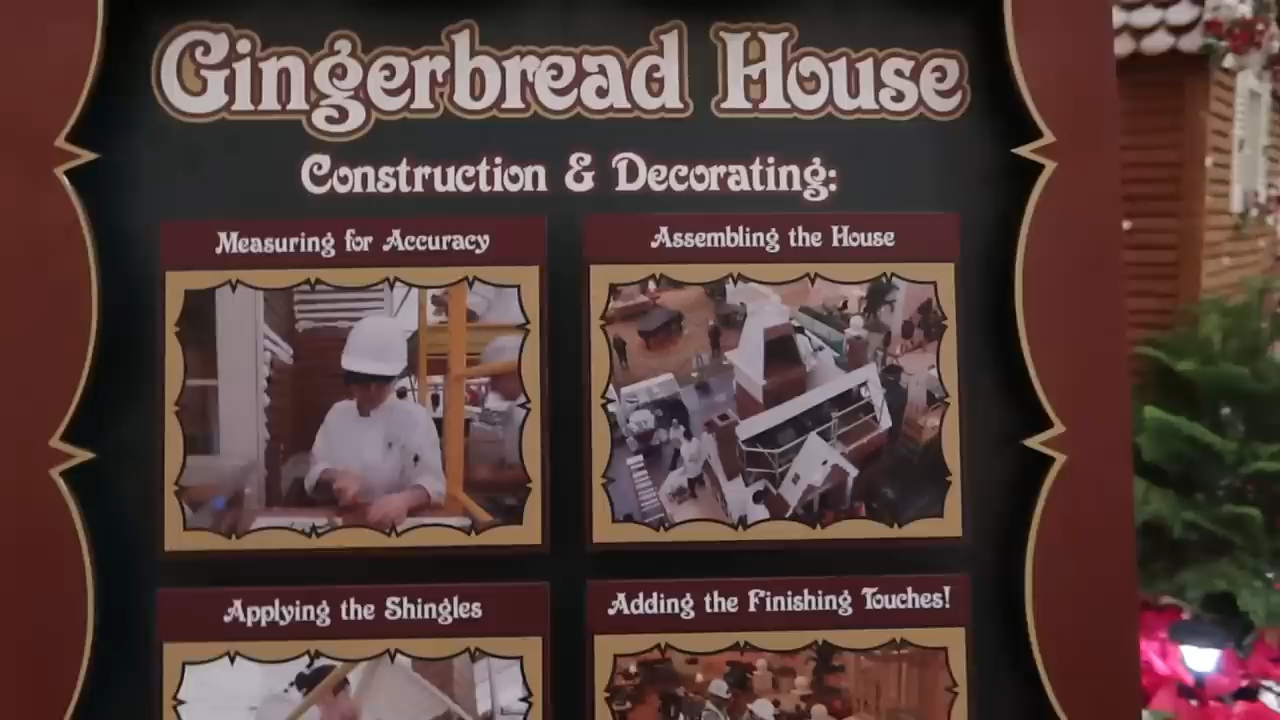 Gingerbread House
Construction & Decorating:
Measuring for Accuracy
Assembling the House
Applying the Shingles
Adding the Finishing Touches!